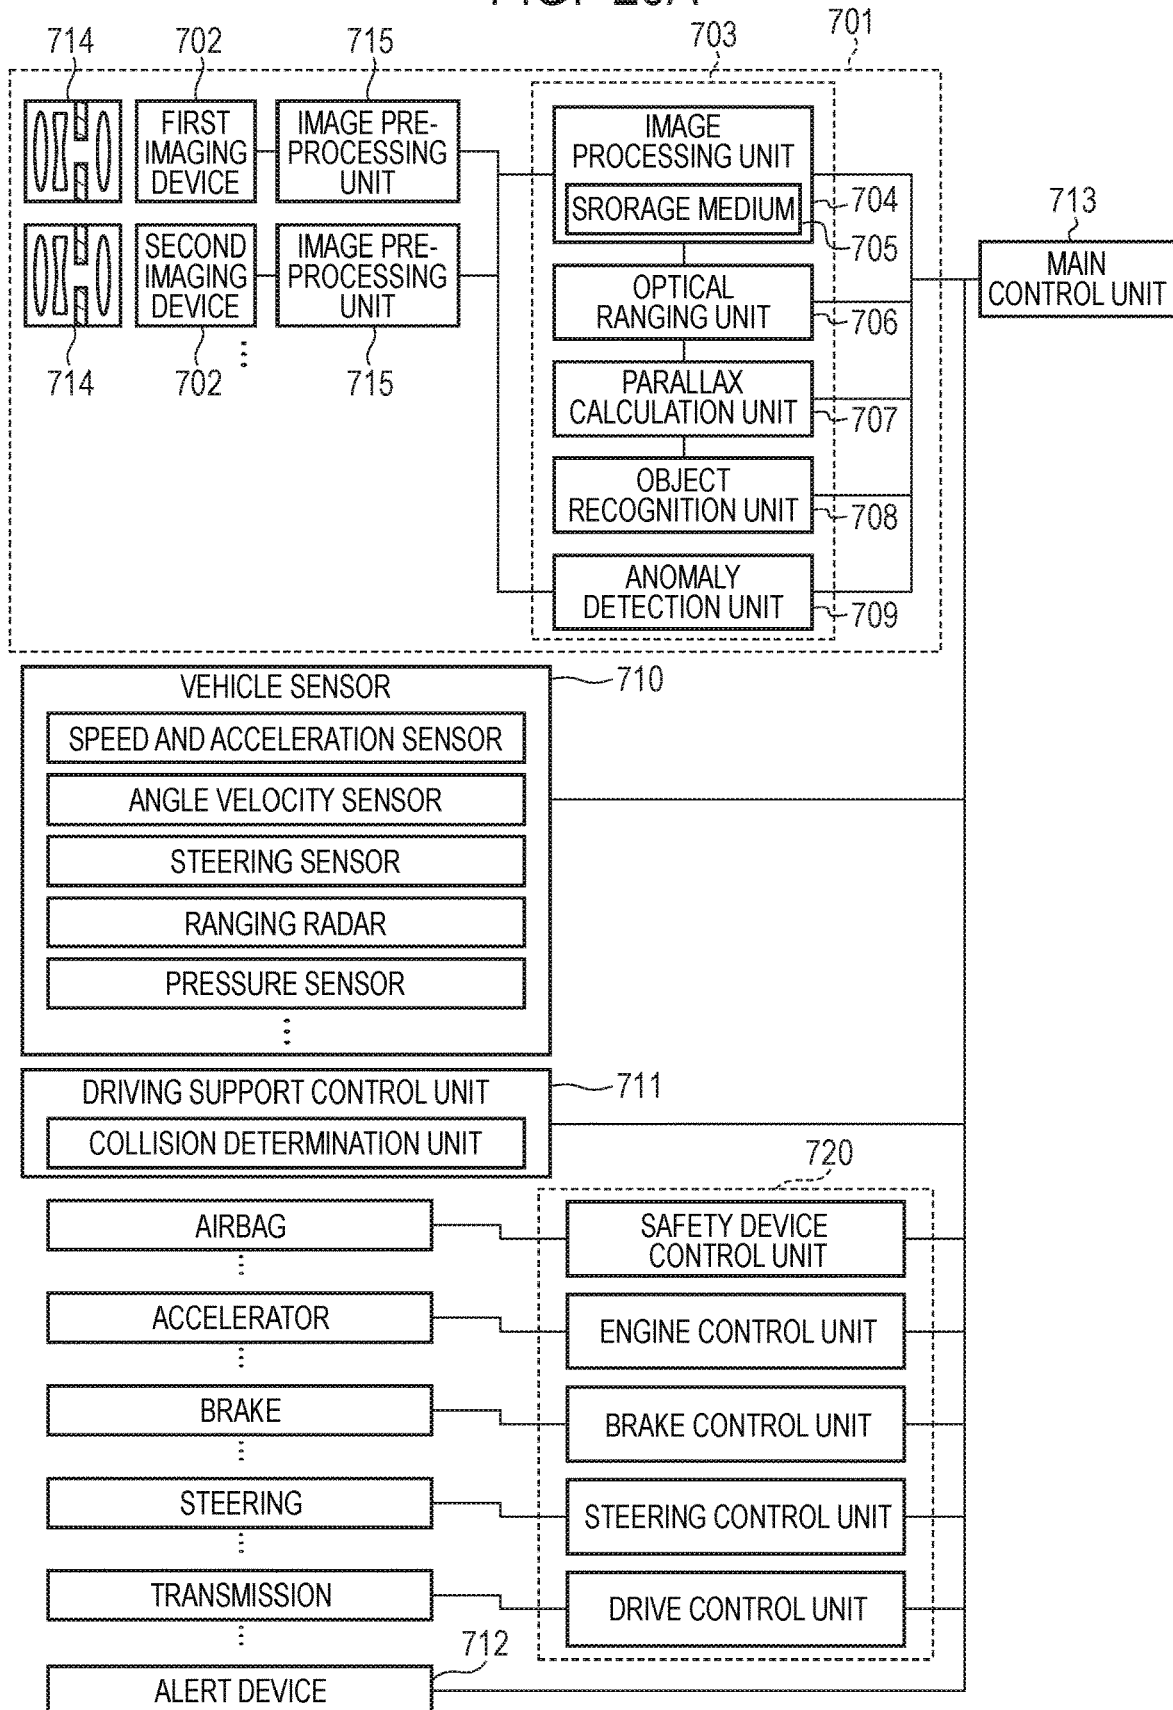 714
702
715
703
701
FIRST
IMAGING
DEVICE
IMAGE PRE-
PROCESSING
UNIT
IMAGE
PROCESSING UNIT
SRORAGE MEDIUM
704
705
713
MAIN
CONTROL UNIT
SECOND
IMAGING
DEVICE
IMAGE PRE-
PROCESSING
UNIT
OPTICAL
RANGING UNIT
706
714
702
715
PARALLAX
CALCULATION UNIT
707
OBJECT
RECOGNITION UNIT
708
ANOMALY
DETECTION UNIT
709
VEHICLE SENSOR
710
SPEED AND ACCELERATION SENSOR
ANGLE VELOCITY SENSOR
STEERING SENSOR
RANGING RADAR
PRESSURE SENSOR
DRIVING SUPPORT CONTROL UNIT
711
COLLISION DETERMINATION UNIT
720
AIRBAG
SAFETY DEVICE
CONTROL UNIT
ACCELERATOR
ENGINE CONTROL UNIT
BRAKE
BRAKE CONTROL UNIT
STEERING
STEERING CONTROL UNIT
TRANSMISSION
DRIVE CONTROL UNIT
712
ALERT DEVICE